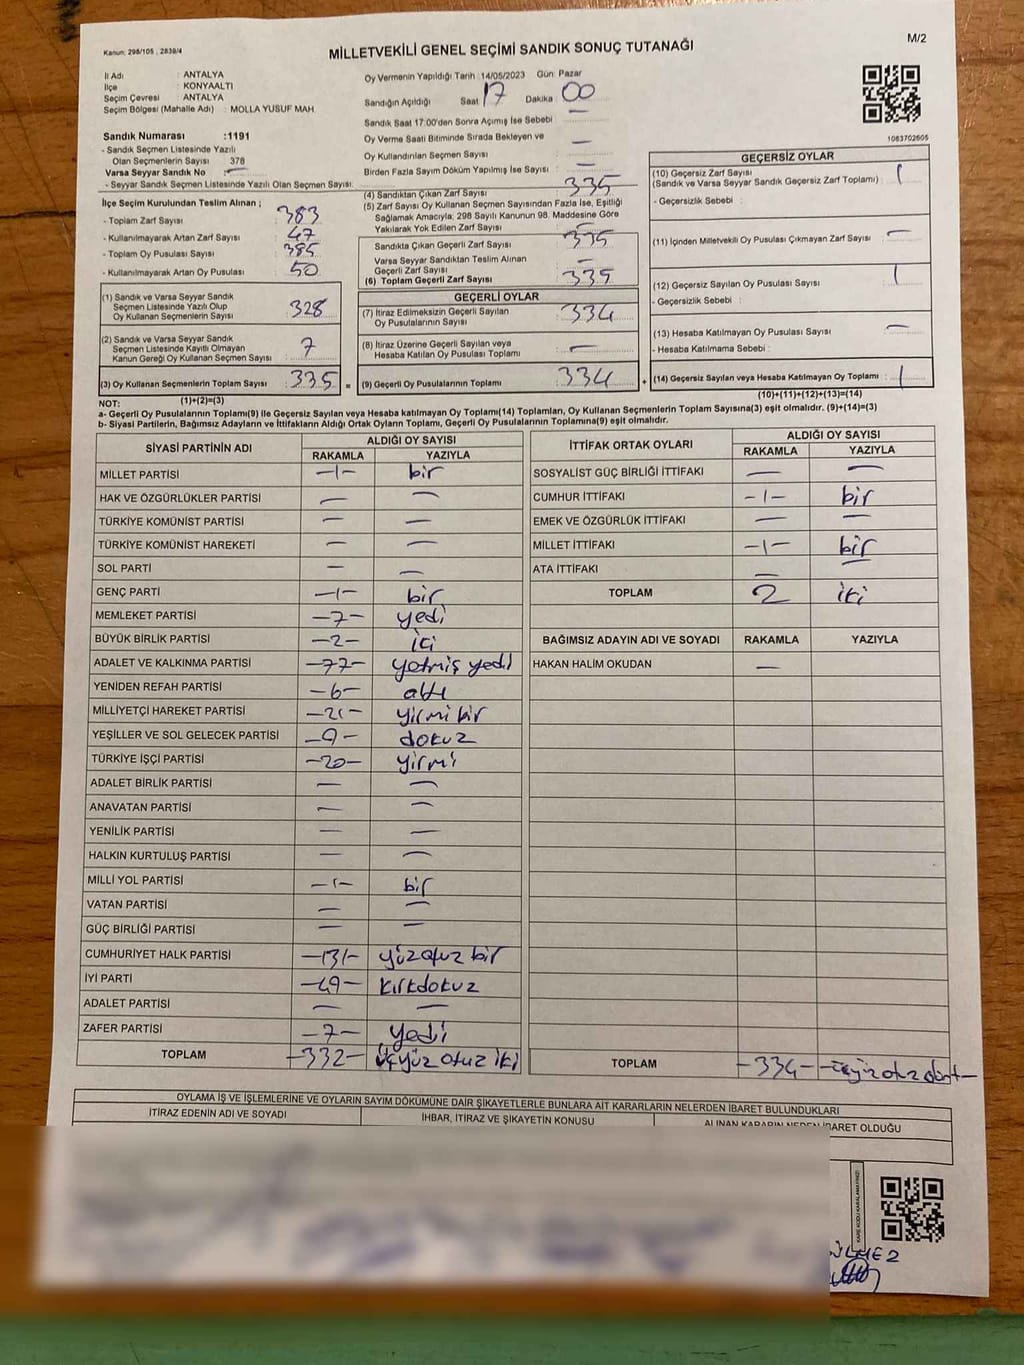 Kanun: 298/105 , 2839/4
MİLLETVEKİLİ GENEL SEÇİMİ SANDIK SONUÇ TUTANAĞI
M/2
İl Adı : ANTALYA
İlçe : KONYAALTI
Seçim Çevresi : ANTALYA
Seçim Bölgesi (Mahalle Adı) : MOLLA YUSUF MAH.
Oy Vermenin Yapıldığı Tarih :14/05/2023 Gün: Pazar
Sandığın Açıldığı Saat 17 Dakika 00
Sandık Saat 17:00'den Sonra Açımış İse Sebebi —
Oy Verme Saati Bitiminde Sırada Bekleyen ve
Oy Kullandırılan Seçmen Sayısı : —
Birden Fazla Sayım Döküm Yapılmış İse Sayısı : —
1083702605
Sandık Numarası :1191
- Sandık Seçmen Listesinde Yazılı
Olan Seçmenlerin Sayısı 378
Varsa Seyyar Sandık No : —
- Seyyar Sandık Seçmen Listesinde Yazılı Olan Seçmen Sayısı:
İlçe Seçim Kurulundan Teslim Alınan ;
- Toplam Zarf Sayısı : 383
- Kullanılmayarak Artan Zarf Sayısı : 47
- Toplam Oy Pusulası Sayısı : 385
- Kullanılmayarak Artan Oy Pusulası : 50
(1) Sandık ve Varsa Seyyar Sandık
Seçmen Listesinde Yazılı Olup
Oy Kullanan Seçmenlerin Sayısı : 328
(2) Sandık ve Varsa Seyyar Sandık
Seçmen Listesinde Kayıtlı Olmayan
Kanun Gereği Oy Kullanan Seçmen Sayısı : 7
(3) Oy Kullanan Seçmenlerin Toplam Sayısı : 335 =
(1)+(2)=(3)
(4) Sandıktan Çıkan Zarf Sayısı : 335
(5) Zarf Sayısı Oy Kullanan Seçmen Sayısından Fazla İse, Eşitliği
Sağlamak Amacıyla; 298 Sayılı Kanunun 98. Maddesine Göre
Yakılarak Yok Edilen Zarf Sayısı : —
Sandıkta Çıkan Geçerli Zarf Sayısı : 335
Varsa Seyyar Sandıktan Teslim Alınan
Geçerli Zarf Sayısı : —
(6) Toplam Geçerli Zarf Sayısı : 335
GEÇERLİ OYLAR
(7) İtiraz Edilmeksizin Geçerli Sayılan
Oy Pusulalarının Sayısı : 334
(8) İtiraz Üzerine Geçerli Sayılan veya
Hesaba Katılan Oy Pusulası Toplamı : —
(9) Geçerli Oy Pusulalarının Toplamı : 334 +
GEÇERSİZ OYLAR
(10) Geçersiz Zarf Sayısı
(Sandık ve Varsa Seyyar Sandık Geçersiz Zarf Toplamı) : 1
- Geçersizlik Sebebi :
(11) İçinden Milletvekili Oy Pusulası Çıkmayan Zarf Sayısı : —
(12) Geçersiz Sayılan Oy Pusulası Sayısı : 1
- Geçersizlik Sebebi :
(13) Hesaba Katılmayan Oy Pusulası Sayısı : —
- Hesaba Katılmama Sebebi :
(14) Geçersiz Sayılan veya Hesaba Katılmayan Oy Toplamı : 1
(10)+(11)+(12)+(13)=(14)
NOT:
a- Geçerli Oy Pusulalarının Toplamı(9) ile Geçersiz Sayılan veya Hesaba katılmayan Oy Toplamı(14) Toplamları, Oy Kullanan Seçmenlerin Toplam Sayısına(3) eşit olmalıdır. (9)+(14)=(3)
b- Siyasi Partilerin, Bağımsız Adayların ve İttifakların Aldığı Ortak Oyların Toplamı, Geçerli Oy Pusulalarının Toplamına(9) eşit olmalıdır.
SİYASİ PARTİNİN ADI ALDIĞI OY SAYISI
RAKAMLA YAZIYLA
MİLLET PARTİSİ -1- bir
HAK VE ÖZGÜRLÜKLER PARTİSİ — —
TÜRKİYE KOMÜNİST PARTİSİ — —
TÜRKİYE KOMÜNİST HAREKETİ — —
SOL PARTİ — —
GENÇ PARTİ -1- bir
MEMLEKET PARTİSİ -7- yedi
BÜYÜK BİRLİK PARTİSİ -2- iki
ADALET VE KALKINMA PARTİSİ -77- yetmiş yedi
YENİDEN REFAH PARTİSİ -6- altı
MİLLİYETÇİ HAREKET PARTİSİ -21- yirmi bir
YEŞİLLER VE SOL GELECEK PARTİSİ -9- dokuz
TÜRKİYE İŞÇİ PARTİSİ -20- yirmi
ADALET BİRLİK PARTİSİ — —
ANAVATAN PARTİSİ — —
YENİLİK PARTİSİ — —
HALKIN KURTULUŞ PARTİSİ — —
MİLLİ YOL PARTİSİ -1- bir
VATAN PARTİSİ — —
GÜÇ BİRLİĞİ PARTİSİ — —
CUMHURİYET HALK PARTİSİ -131- yüzotuz bir
İYİ PARTİ -49- kırkdokuz
ADALET PARTİSİ — —
ZAFER PARTİSİ -7- yedi
TOPLAM -332- üçyüz otuz iki
İTTİFAK ORTAK OYLARI ALDIĞI OY SAYISI
RAKAMLA YAZIYLA
SOSYALİST GÜÇ BİRLİĞİ İTTİFAKI — —
CUMHUR İTTİFAKI -1- bir
EMEK VE ÖZGÜRLÜK İTTİFAKI — —
MİLLET İTTİFAKI -1- bir
ATA İTTİFAKI — —
TOPLAM 2 iki
BAĞIMSIZ ADAYIN ADI VE SOYADI RAKAMLA YAZIYLA
HAKAN HALİM OKUDAN —
TOPLAM -334- üçyüz otuz dört
OYLAMA İŞ VE İŞLEMLERİNE VE OYLARIN SAYIM DÖKÜMÜNE DAİR ŞİKAYETLERLE BUNLARA AİT KARARLARIN NELERDEN İBARET BULUNDUKLARI
İTİRAZ EDENİN ADI VE SOYADI İHBAR, İTİRAZ VE ŞİKAYETİN KONUSU ALINAN KARARIN NEDEN İBARET OLDUĞU